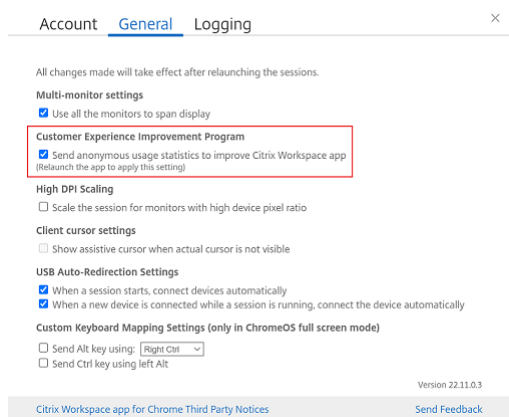 Account General Logging
All changes made will take effect after relaunching the sessions.
Multi-monitor settings
Use all the monitors to span display
Customer Experience Improvement Program
Send anonymous usage statistics to improve Citrix Workspace app
(Relaunch the app to apply this setting)
High DPI Scaling
Scale the session for monitors with high device pixel ratio
Client cursor settings
Show assistive cursor when actual cursor is not visible
USB Auto-Redirection Settings
When a session starts, connect devices automatically
When a new device is connected while a session is running, connect the device automatically
Custom Keyboard Mapping Settings (only in ChromeOS full screen mode)
Send Alt key using: Right Ctrl
Send Ctrl key using left Alt
Version 22.11.0.3
Citrix Workspace app for Chrome Third Party Notices Send Feedback